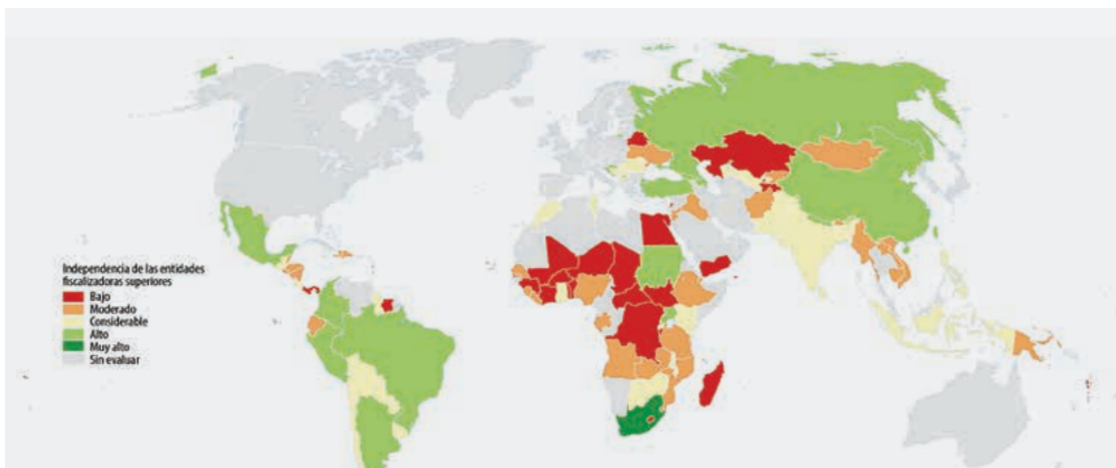 Independencia de las entidades
fiscalizadoras superiores
Bajo
Moderado
Considerable
Alto
Muy alto
Sin evaluar